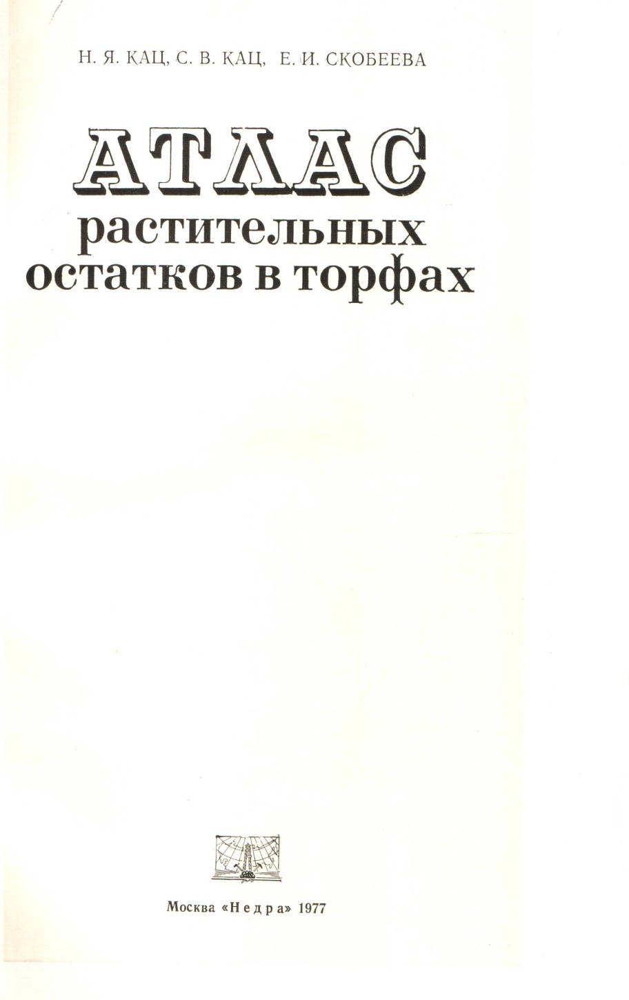 Н. Я. КАЦ, С. В. КАЦ, Е. И. СКОБЕЕВА
АТЛАС
растительных
остатков в торфах
Москва «Недра» 1977